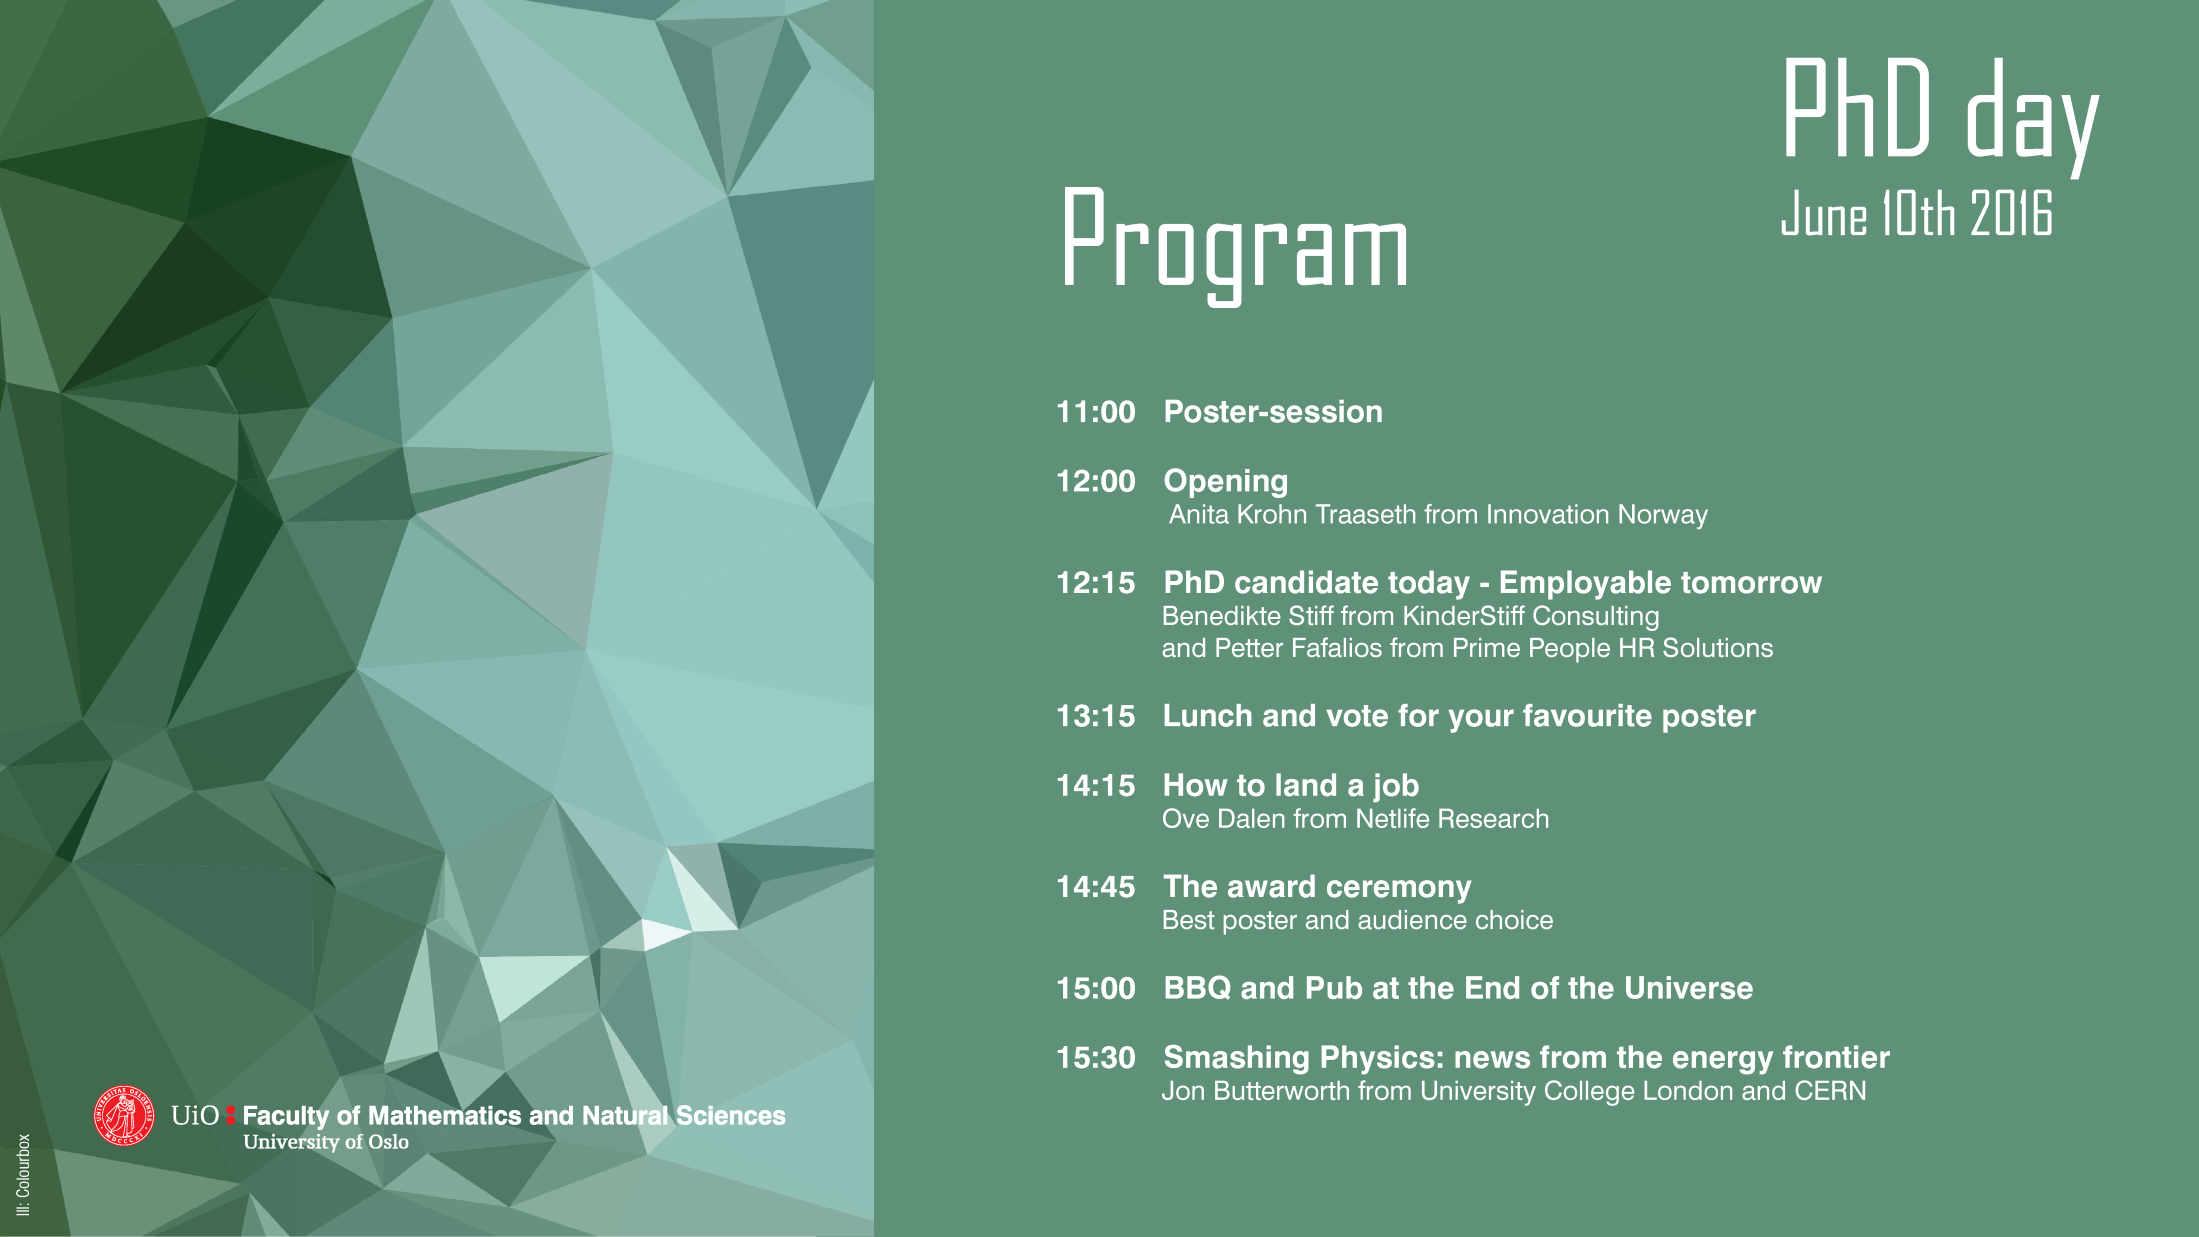 PhD day
June 10th 2016
Program
11:00 Poster-session
12:00 Opening
Anita Krohn Traaseth from Innovation Norway
12:15 PhD candidate today - Employable tomorrow
Benedikte Stiff from KinderStiff Consulting
and Petter Fafalios from Prime People HR Solutions
13:15 Lunch and vote for your favourite poster
14:15 How to land a job
Ove Dalen from Netlife Research
14:45 The award ceremony
Best poster and audience choice
15:00 BBQ and Pub at the End of the Universe
15:30 Smashing Physics: news from the energy frontier
Jon Butterworth from University College London and CERN
UNIVERSITAS OSLOENSIS
MDCCCXI
UiO : Faculty of Mathematics and Natural Sciences
University of Oslo
Ill: Colourbox